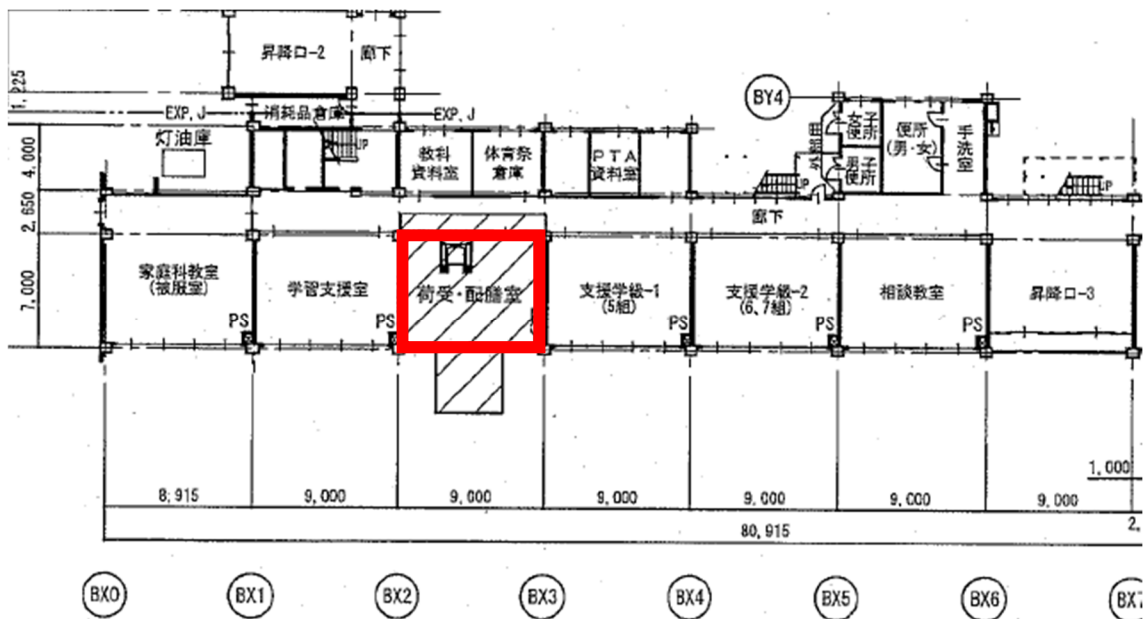 昇降口-2
廊下
1,225
BY4
EXP.J
消耗品倉庫
EXP.J
灯油庫
UP
4,000
教科
資料室
体育祭
倉庫
PTA
資料室
女子
便所
男子
便所
便所
(男・女)
手洗室
UP
UP
2,650
廊下
7,000
家庭科教室
(被服室)
PS
学習支援室
PS
荷受・配膳室
支援学級-1
(5組)
PS
支援学級-2
(6、7組)
PS
相談教室
PS
昇降口-3
1,000
8,915
9,000
9,000
9,000
9,000
9,000
9,000
80,915
2,
BX0
BX1
BX2
BX3
BX4
BX5
BX6
BX7